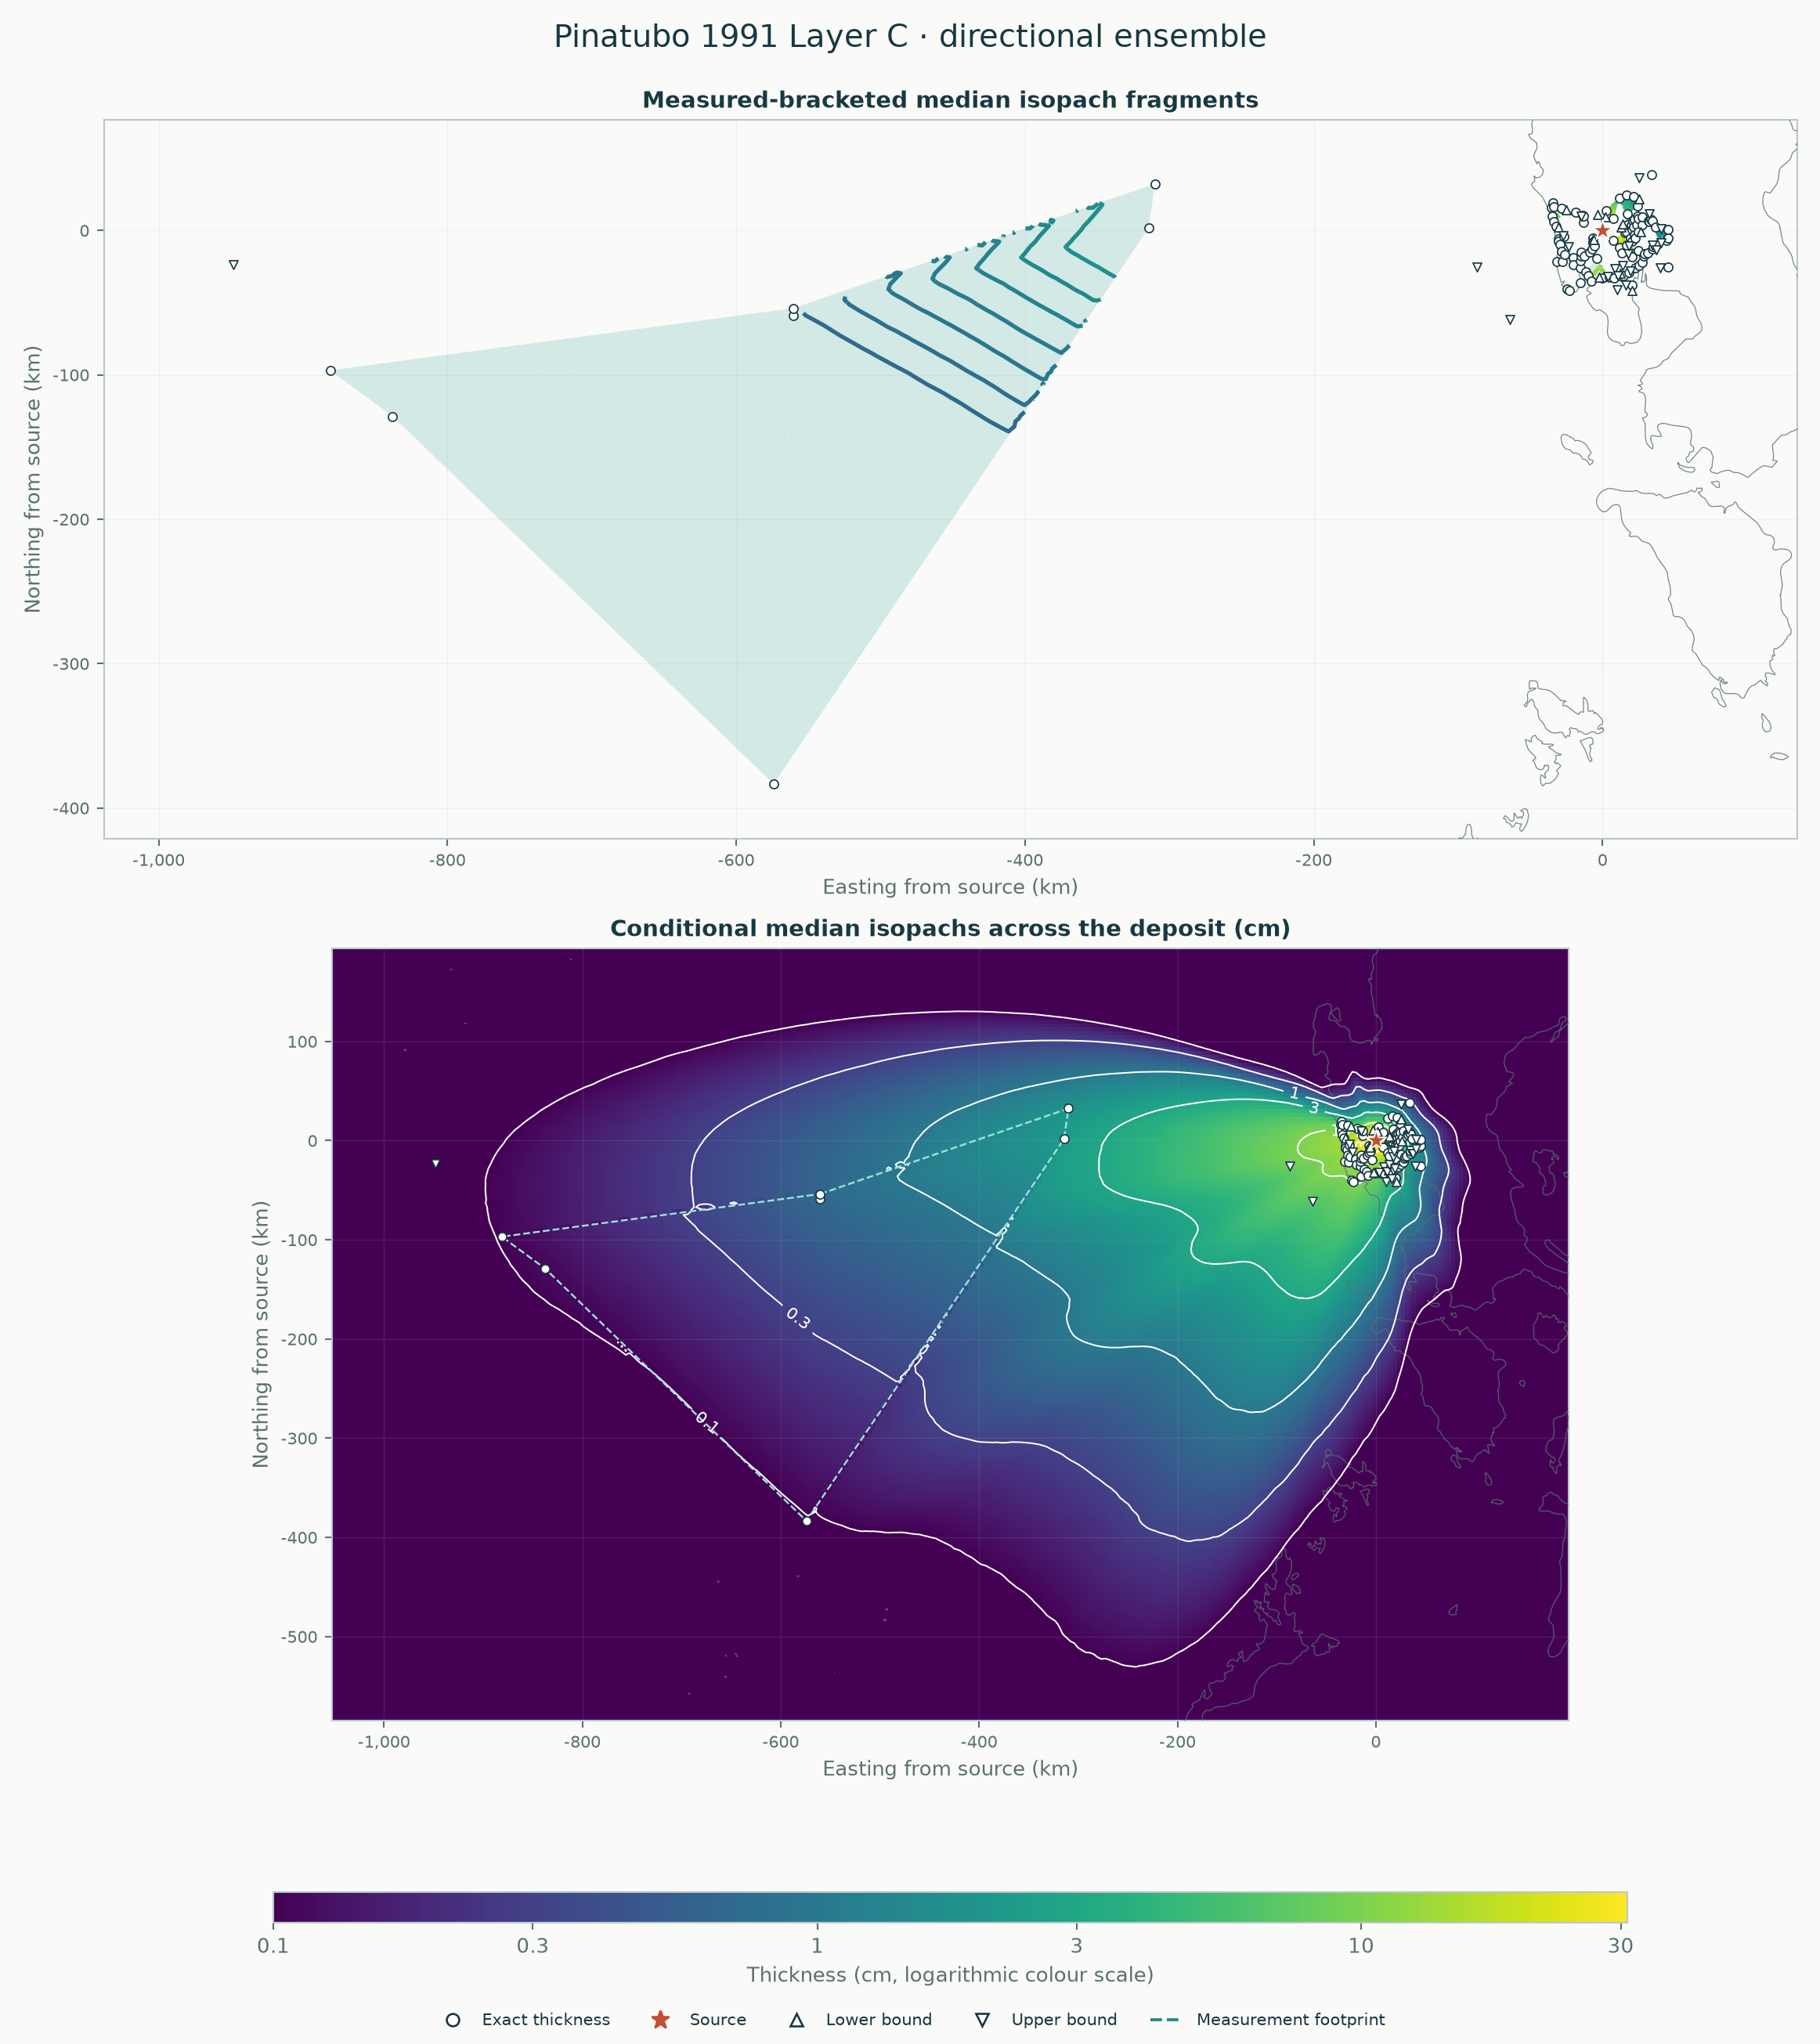 Pinatubo 1991 Layer C · directional ensemble
Measured-bracketed median isopach fragments
Northing from source (km)
0
-100
-200
-300
-400
-1,000 -800 -600 -400 -200 0
Easting from source (km)
Conditional median isopachs across the deposit (cm)
Northing from source (km)
100
0
-100
-200
-300
-400
-500
1
3
0.3
0.1
-1,000 -800 -600 -400 -200 0
Easting from source (km)
0.1 0.3 1 3 10 30
Thickness (cm, logarithmic colour scale)
Exact thickness Source Lower bound Upper bound Measurement footprint